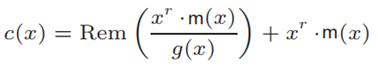 c(x) = Rem ( x^r · m(x) / g(x) ) + x^r · m(x)